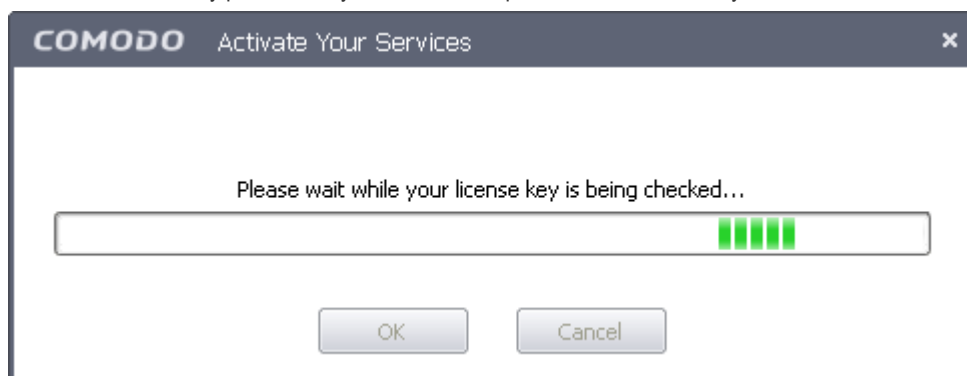 COMODO Activate Your Services ×
Please wait while your license key is being checked...
OK Cancel